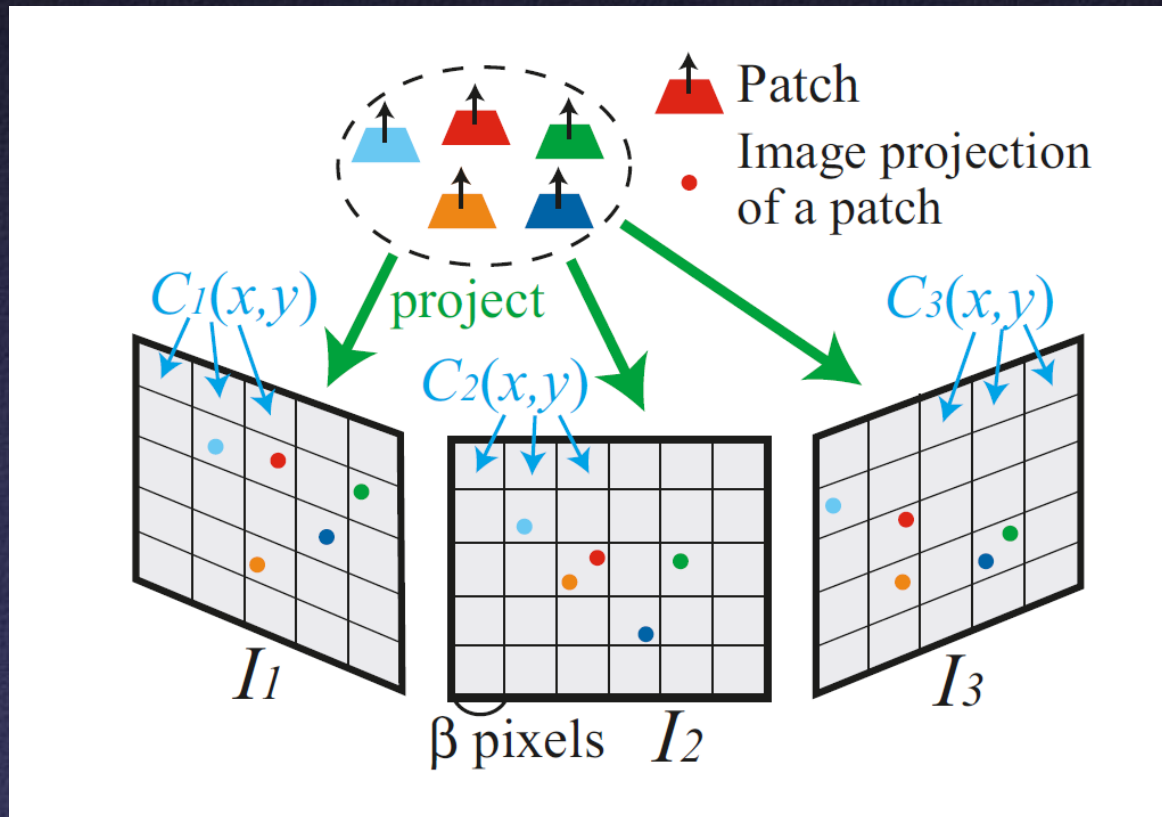 Patch
Image projection
of a patch
project
C1(x,y)
C2(x,y)
C3(x,y)
I1
I2
I3
β pixels